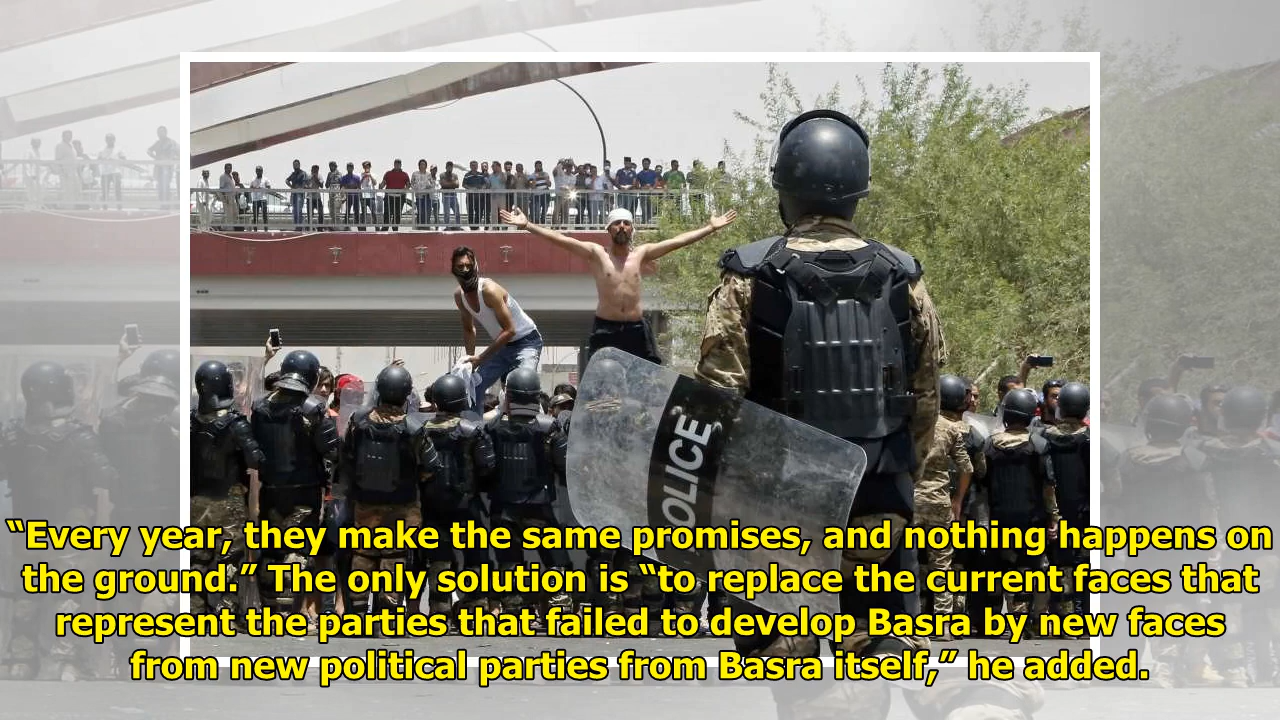 POLICE
“Every year, they make the same promises, and nothing happens on
the ground.” The only solution is “to replace the current faces that
represent the parties that failed to develop Basra by new faces
from new political parties from Basra itself,” he added.